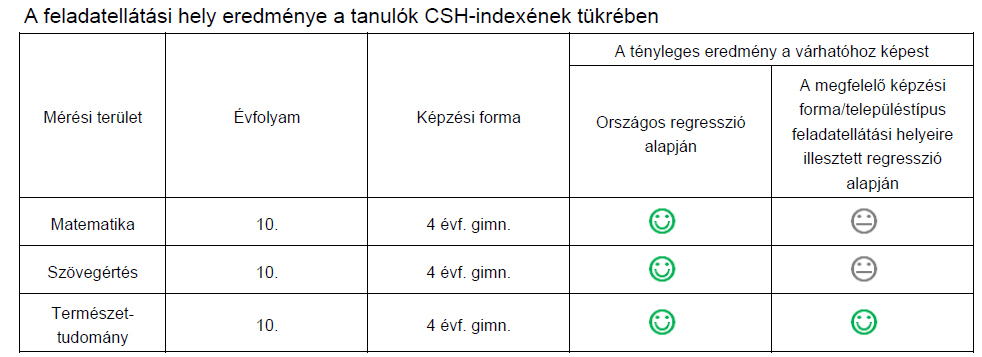 A feladatellátási hely eredménye a tanulók CSH-indexének tükrében
Mérési terület
Évfolyam
Képzési forma
A tényleges eredmény a várhatóhoz képest
Országos regresszió
alapján
A megfelelő képzési
forma/településtípus
feladatellátási helyeire
illesztett regresszió
alapján
Matematika
10.
4 évf. gimn.
Szövegértés
10.
4 évf. gimn.
Természet-
tudomány
10.
4 évf. gimn.